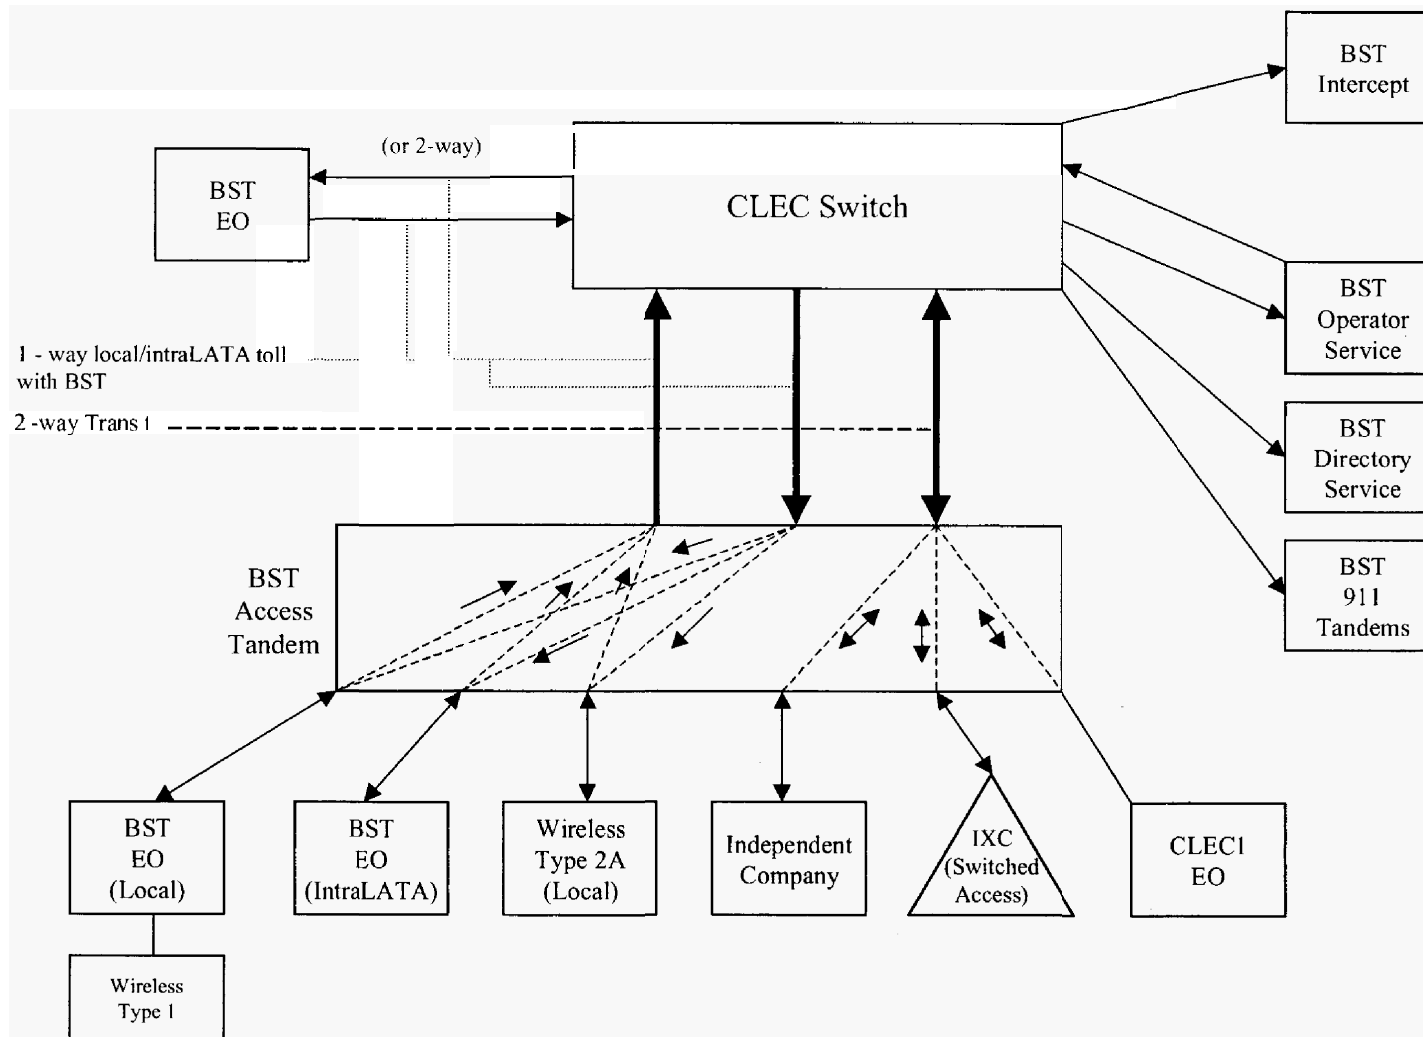 BST
Intercept
(or 2-way)
BST
EO
CLEC Switch
BST
Operator
Service
1 - way local/intraLATA toll
with BST
2 -way Trans t
BST
Directory
Service
BST
Access
Tandem
BST
911
Tandems
BST
EO
(Local)
BST
EO
(IntraLATA)
Wireless
Type 2A
(Local)
Independent
Company
IXC
(Switched
Access)
CLEC1
EO
Wireless
Type 1